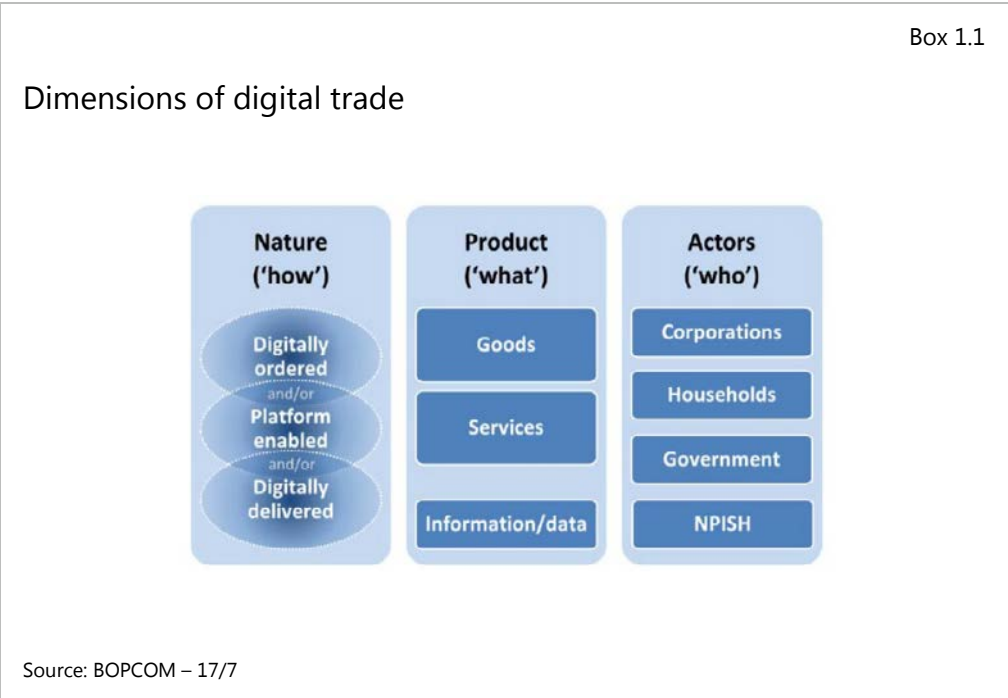 Box 1.1
Dimensions of digital trade
Nature
(‘how’)
Digitally
ordered
and/or
Platform
enabled
and/or
Digitally
delivered
Product
(‘what’)
Goods
Services
Information/data
Actors
(‘who’)
Corporations
Households
Government
NPISH
Source: BOPCOM – 17/7